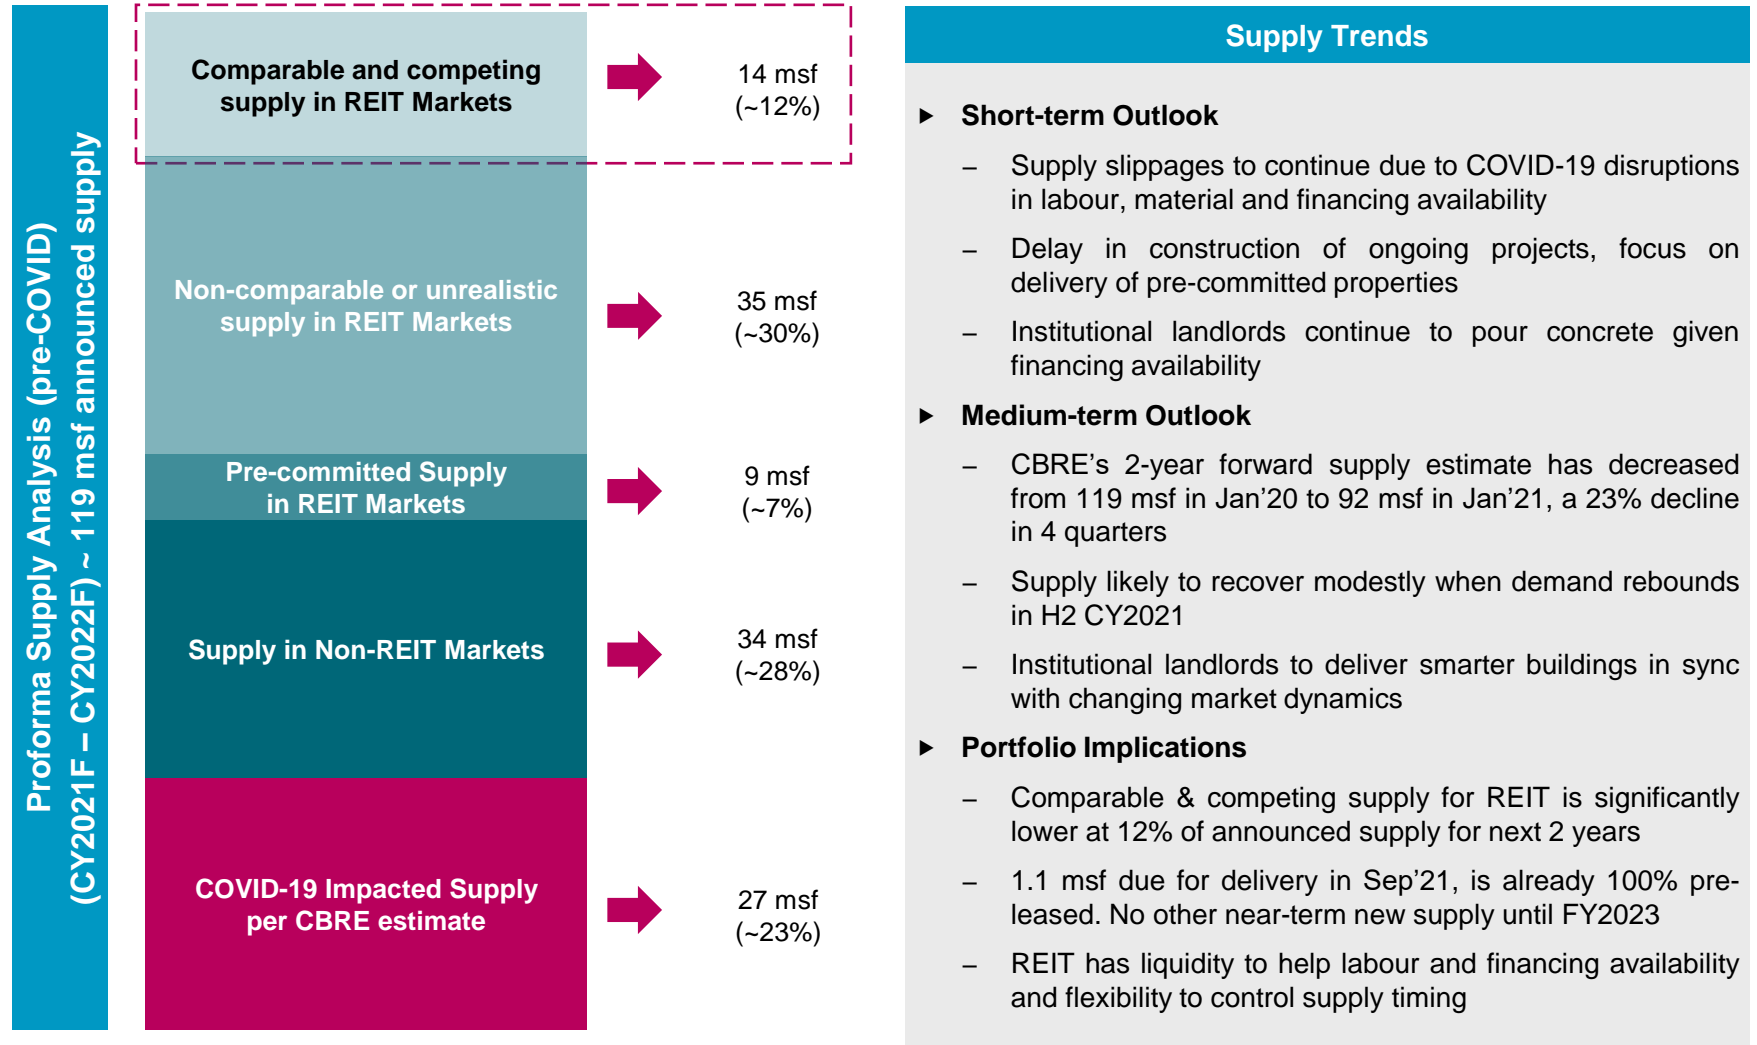 Proforma Supply Analysis (pre-COVID)
(CY2021F – CY2022F) ~ 119 msf announced supply
Comparable and competing
supply in REIT Markets
14 msf
(~12%)
Non-comparable or unrealistic
supply in REIT Markets
35 msf
(~30%)
Pre-committed Supply
in REIT Markets
9 msf
(~7%)
Supply in Non-REIT Markets
34 msf
(~28%)
COVID-19 Impacted Supply
per CBRE estimate
27 msf
(~23%)
Supply Trends
Short-term Outlook
– Supply slippages to continue due to COVID-19 disruptions
in labour, material and financing availability
– Delay in construction of ongoing projects, focus on
delivery of pre-committed properties
– Institutional landlords continue to pour concrete given
financing availability
Medium-term Outlook
– CBRE’s 2-year forward supply estimate has decreased
from 119 msf in Jan’20 to 92 msf in Jan’21, a 23% decline
in 4 quarters
– Supply likely to recover modestly when demand rebounds
in H2 CY2021
– Institutional landlords to deliver smarter buildings in sync
with changing market dynamics
Portfolio Implications
– Comparable & competing supply for REIT is significantly
lower at 12% of announced supply for next 2 years
– 1.1 msf due for delivery in Sep’21, is already 100% pre-
leased. No other near-term new supply until FY2023
– REIT has liquidity to help labour and financing availability
and flexibility to control supply timing